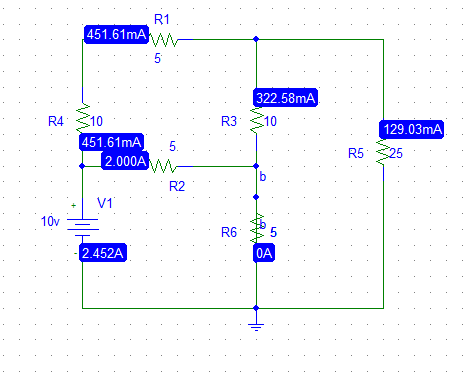 R1
451.61mA
5
322.58mA
R4
10
R3
10
129.03mA
451.61mA
5
R5
25
2.000A
R2
b
+
V1
10v
b
R6
5
-
2.452A
0A